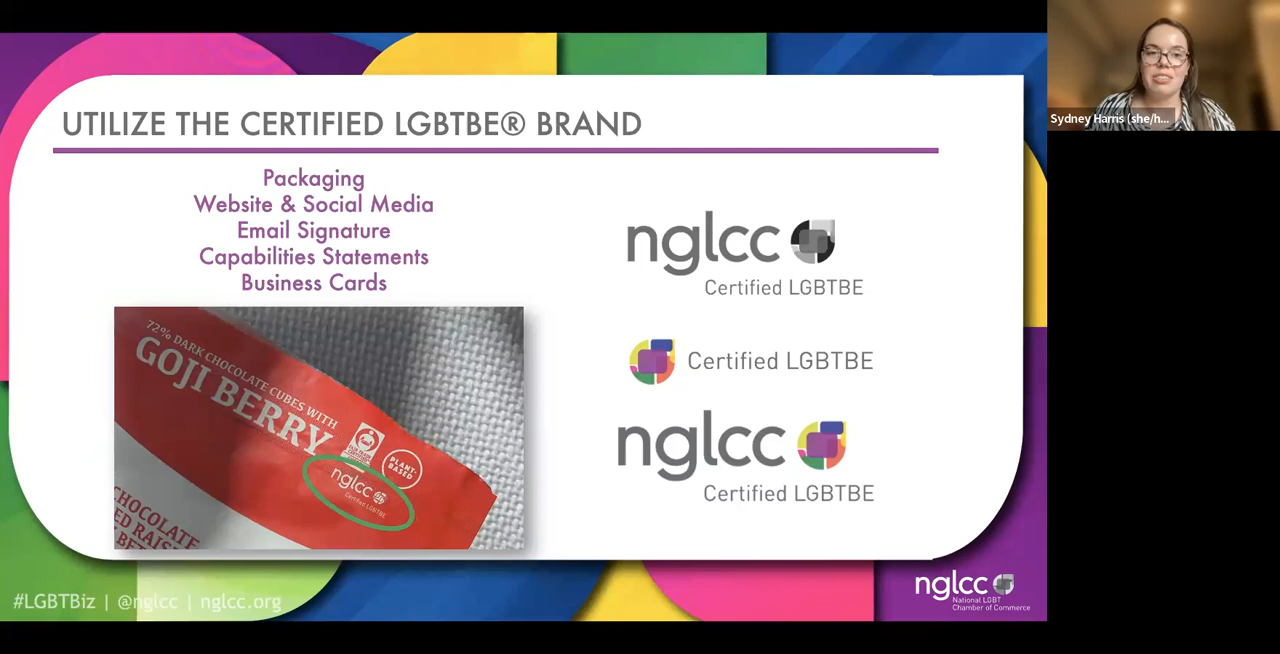 UTILIZE THE CERTIFIED LGBTBE® BRAND
Packaging
Website & Social Media
Email Signature
Capabilities Statements
Business Cards
72% DARK CHOCOLATE CUBES WITH
GOJI BERRY
PLANT-
BASED
nglcc
Certified LGBTBE
CHOCOLATE
nglcc
Certified LGBTBE
Certified LGBTBE
nglcc
Certified LGBTBE
#LGBTBiz | @nglcc | nglcc.org
nglcc
National LGBT
Chamber of Commerce
Sydney Harris (she/h...